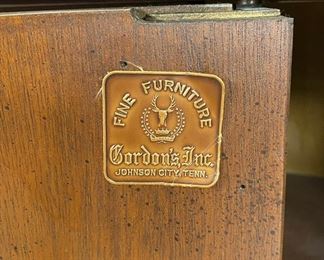 FINE FURNITURE
Gordon's, Inc.
JOHNSON CITY, TENN.